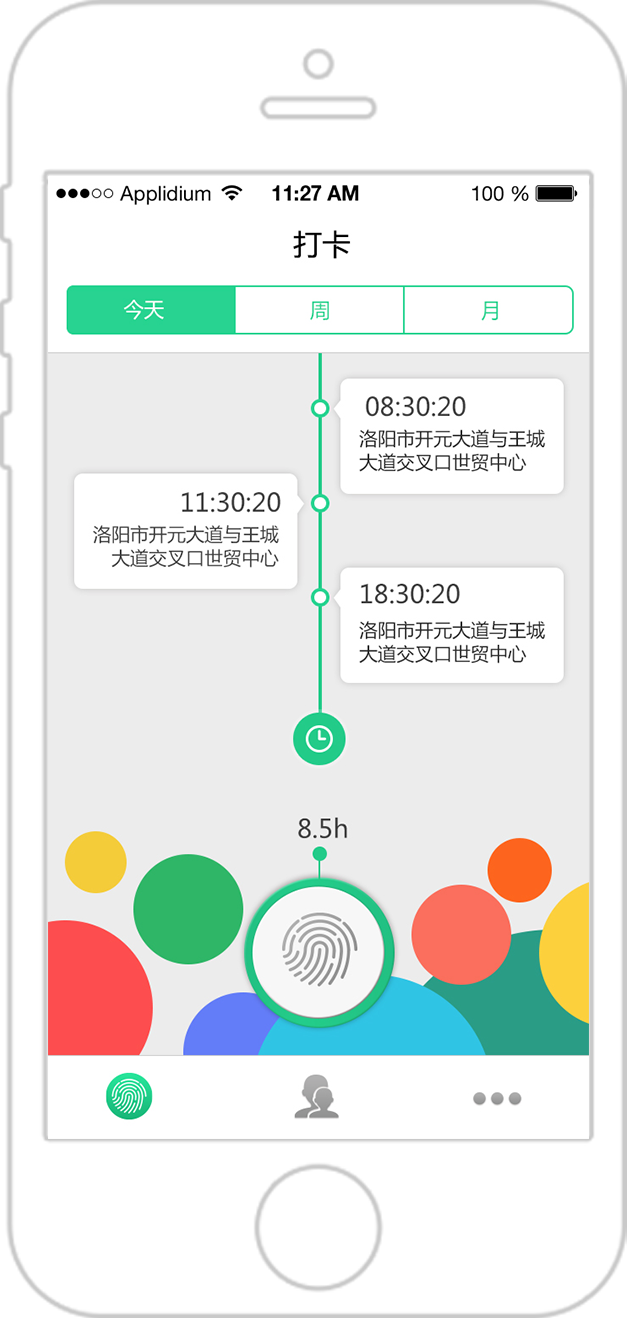 Applidium 11:27 AM 100 %
打卡
今天 周 月
08:30:20
洛阳市开元大道与王城
大道交叉口世贸中心
11:30:20
洛阳市开元大道与王城
大道交叉口世贸中心
18:30:20
洛阳市开元大道与王城
大道交叉口世贸中心
8.5h